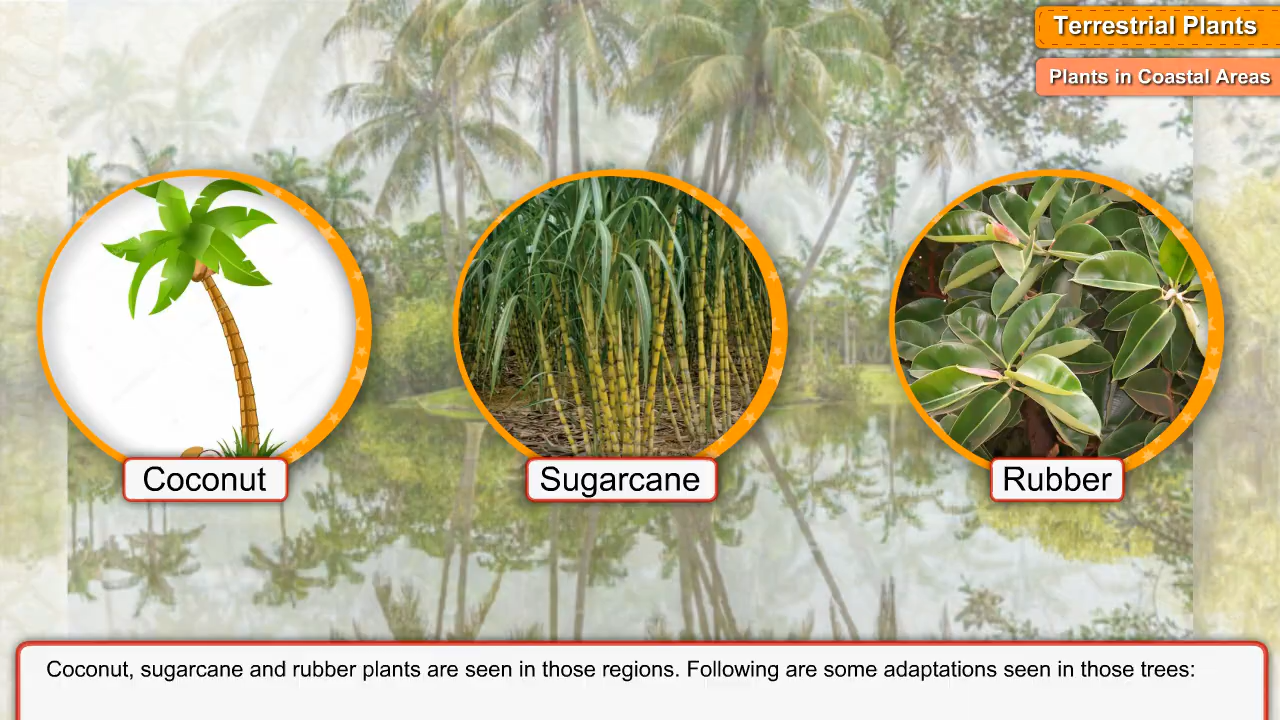 Terrestrial Plants
Plants in Coastal Areas
Coconut
Sugarcane
Rubber
Coconut, sugarcane and rubber plants are seen in those regions. Following are some adaptations seen in those trees: